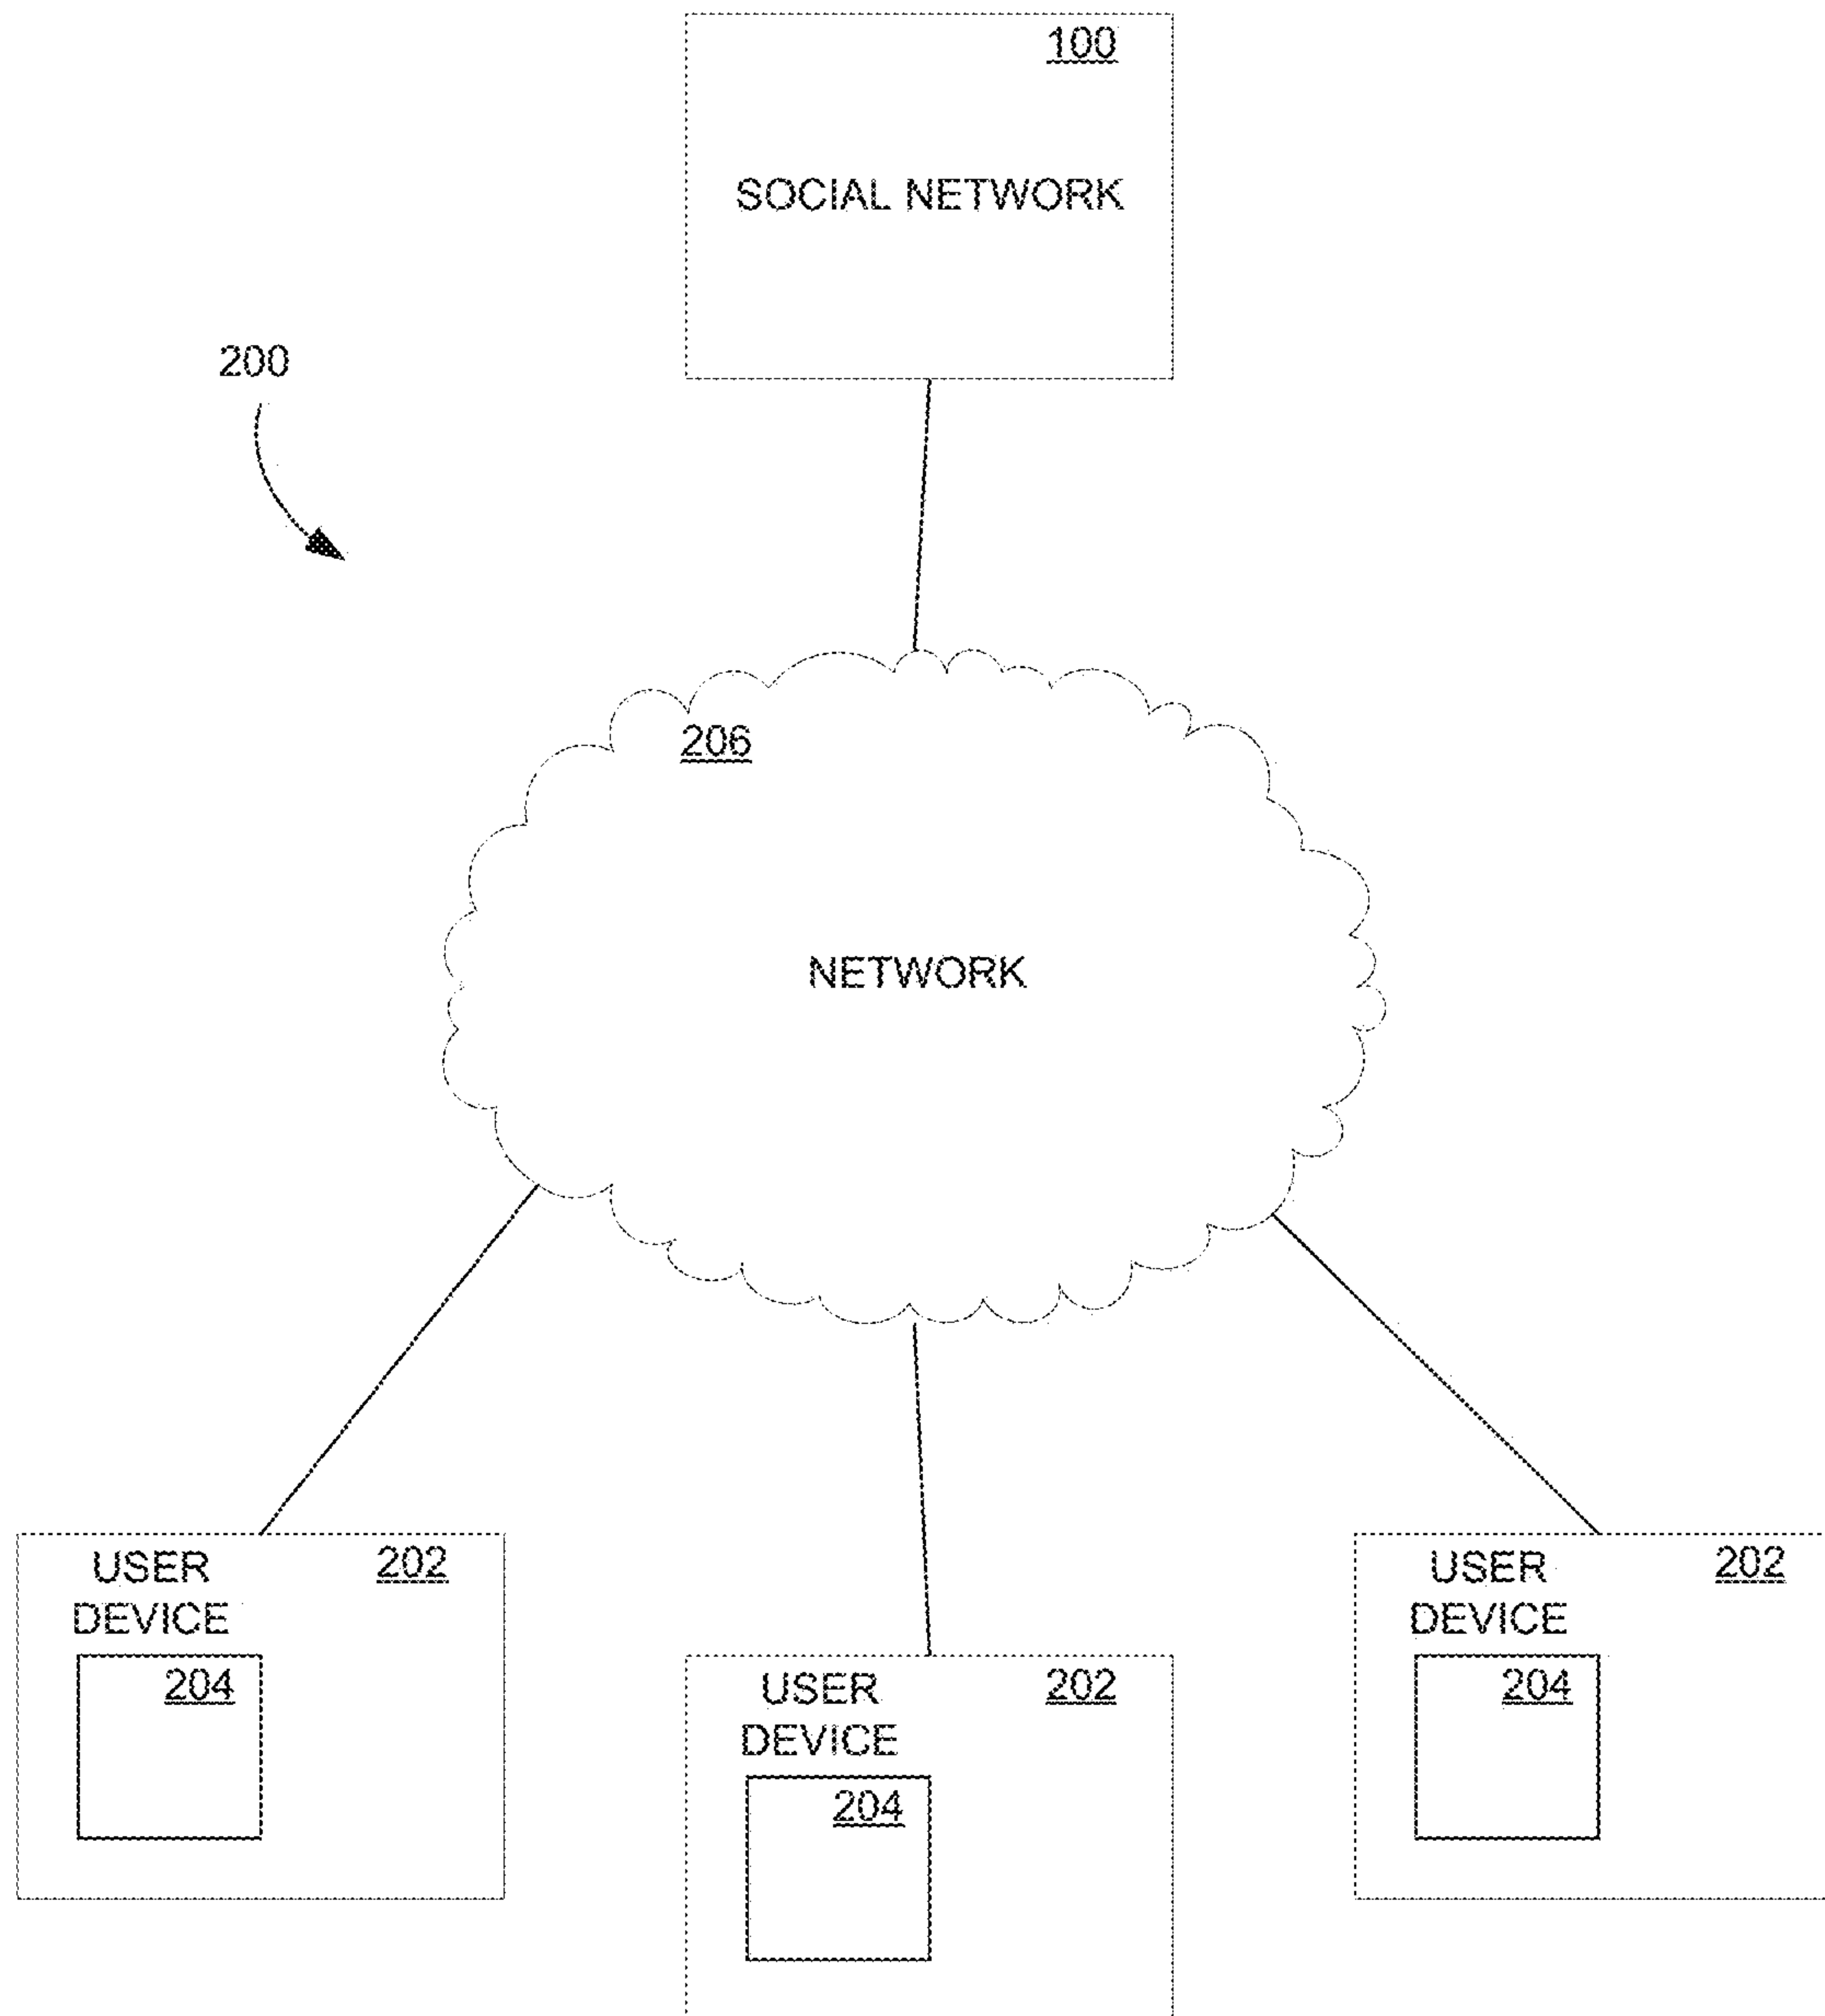 100
SOCIAL NETWORK
200
206
NETWORK
USER
DEVICE
202
204
USER
DEVICE
202
204
USER
DEVICE
202
204